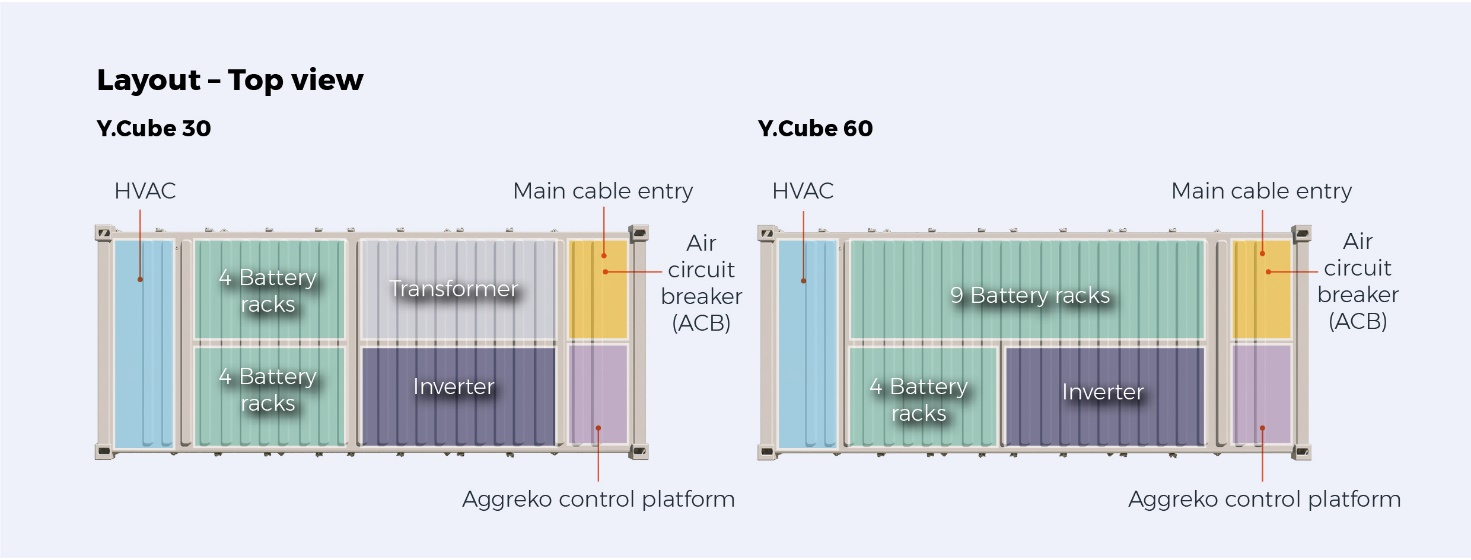 Layout – Top view
Y.Cube 30
HVAC
Main cable entry
Air
circuit
breaker
(ACB)
4 Battery
racks
Transformer
4 Battery
racks
Inverter
Aggreko control platform
Y.Cube 60
HVAC
Main cable entry
Air
circuit
breaker
(ACB)
9 Battery racks
4 Battery
racks
Inverter
Aggreko control platform